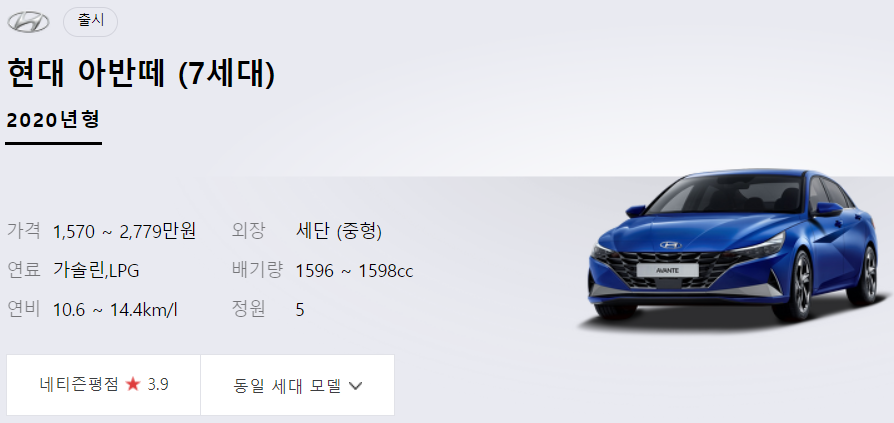 출시
현대 아반떼 (7세대)
2020년형
가격 1,570 ~ 2,779만원 외장 세단 (중형)
연료 가솔린,LPG 배기량 1596 ~ 1598cc
연비 10.6 ~ 14.4km/l 정원 5
AVANTE
네티즌평점 ★ 3.9 동일 세대 모델